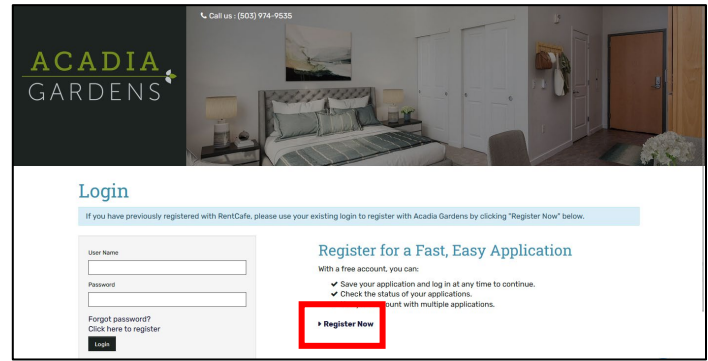 Call us : (503) 974-9535
ACADIA
GARDENS
Login
If you have previously registered with RentCafe, please use your existing login to register with Acadia Gardens by clicking "Register Now" below.
User Name
Password
Forgot password?
Click here to register
Login
Register for a Fast, Easy Application
With a free account, you can:
Save your application and log in at any time to continue.
Check the status of your applications.
with multiple applications.
Register Now